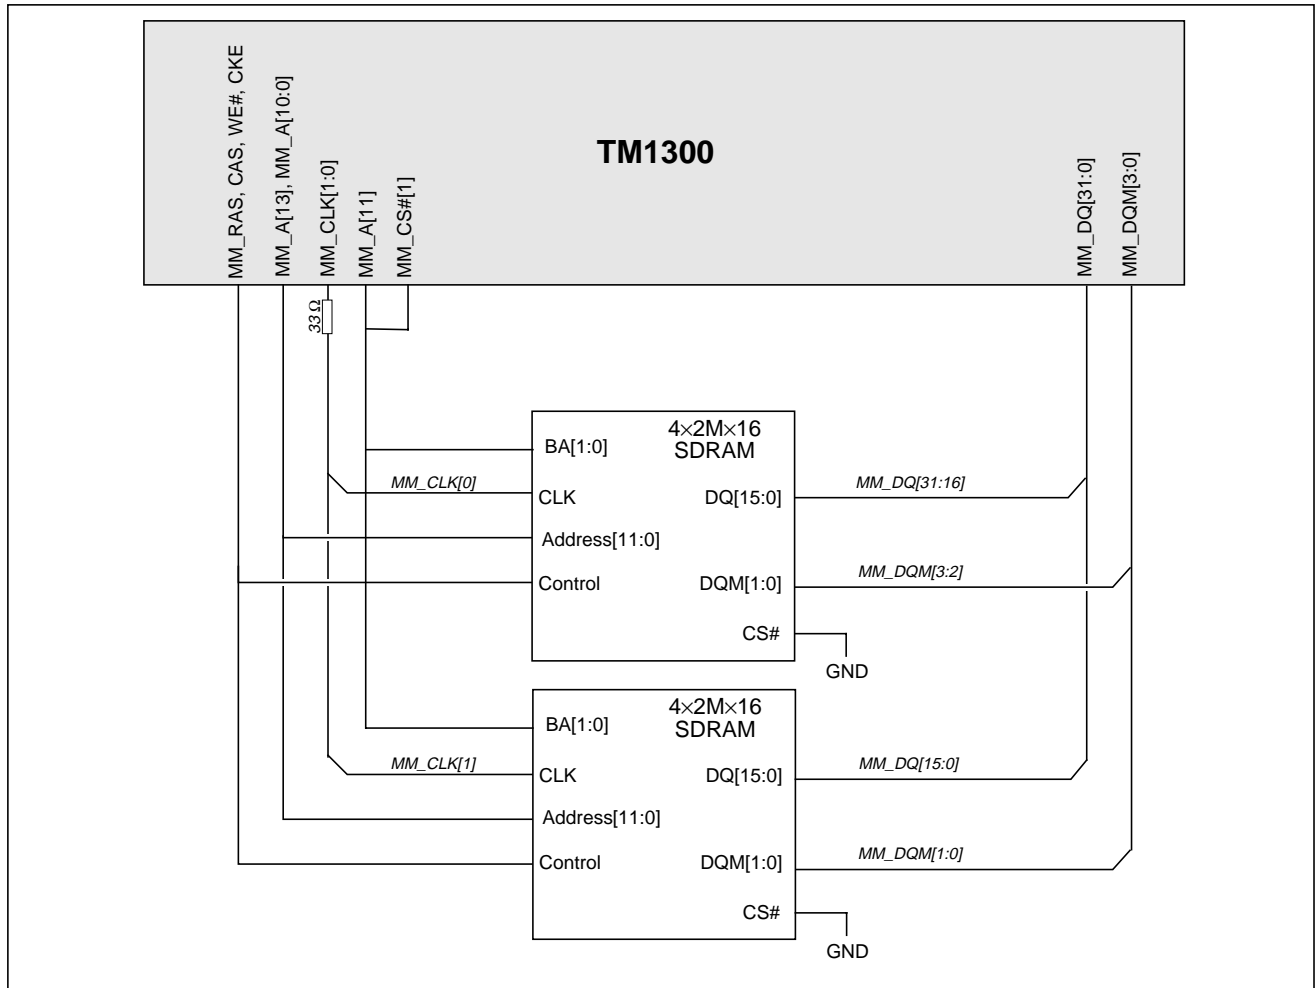 TM1300
MM_RAS, CAS, WE#, CKE
MM_A[13], MM_A[10:0]
MM_CLK[1:0]
MM_A[11]
MM_CS#[1]
MM_DQ[31:0]
MM_DQM[3:0]
33 Ω
4×2M×16
SDRAM
BA[1:0]
MM_CLK[0]
CLK
DQ[15:0]
MM_DQ[31:16]
Address[11:0]
Control
DQM[1:0]
MM_DQM[3:2]
CS#
GND
4×2M×16
SDRAM
BA[1:0]
MM_CLK[1]
CLK
DQ[15:0]
MM_DQ[15:0]
Address[11:0]
Control
DQM[1:0]
MM_DQM[1:0]
CS#
GND